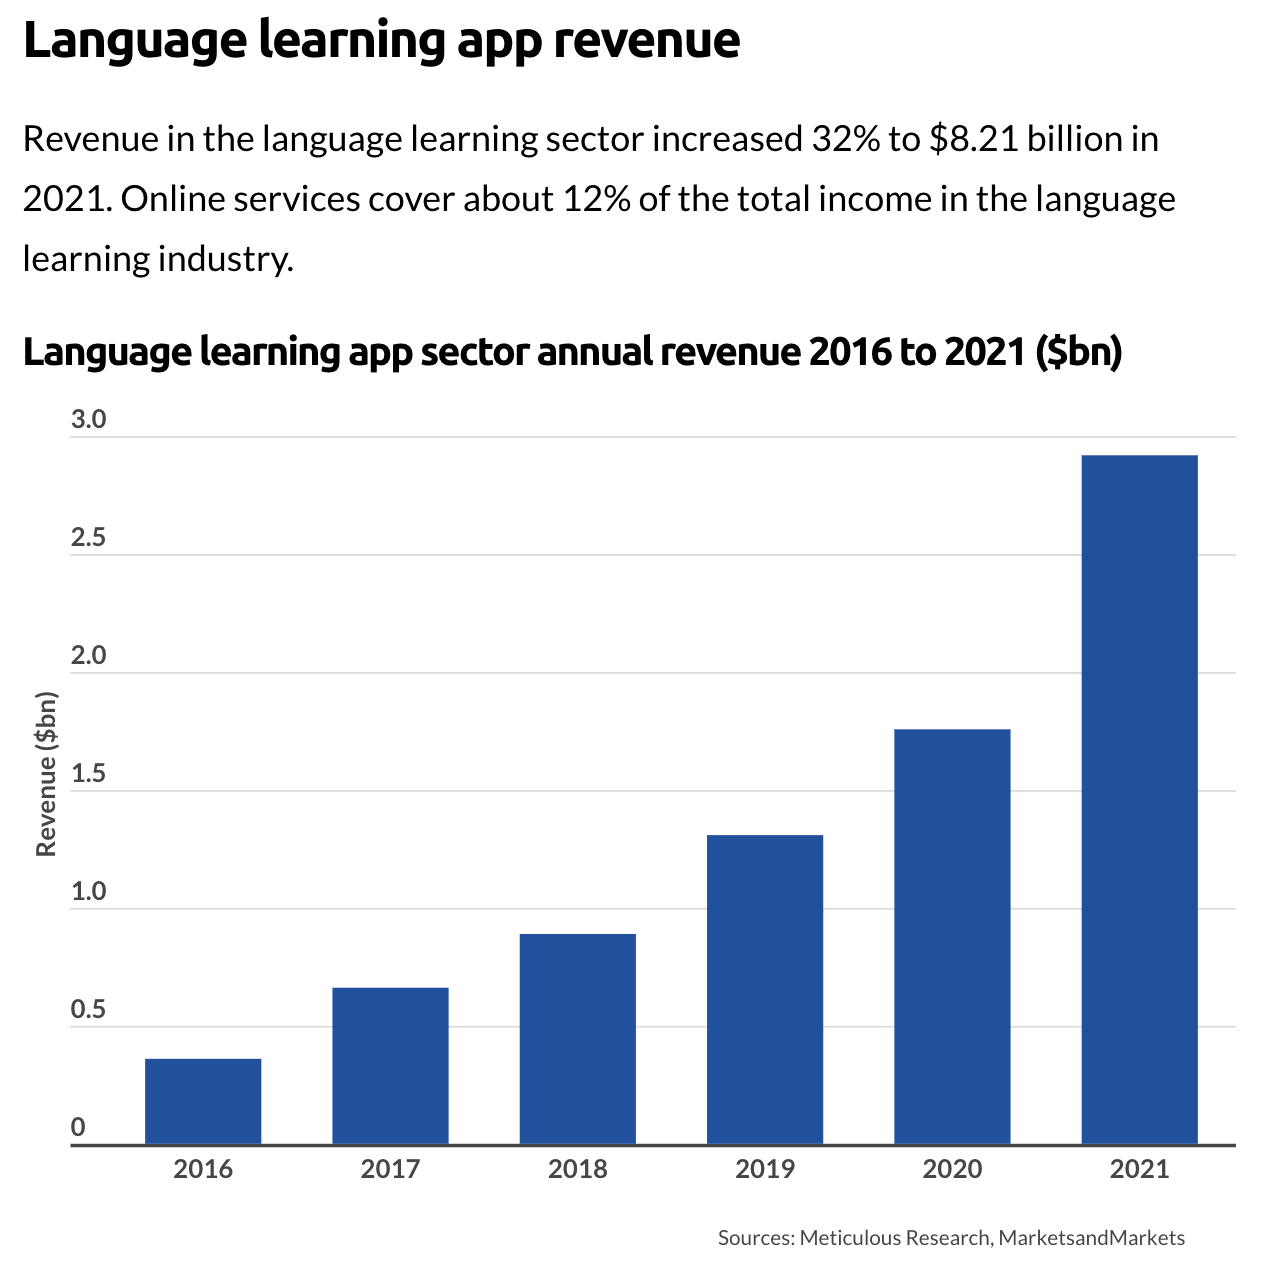 Language learning app revenue
Revenue in the language learning sector increased 32% to $8.21 billion in
2021. Online services cover about 12% of the total income in the language
learning industry.
Language learning app sector annual revenue 2016 to 2021 ($bn)
3.0
2.5
2.0
1.5
1.0
0.5
0
Revenue ($bn)
2016 2017 2018 2019 2020 2021
Sources: Meticulous Research, MarketsandMarkets